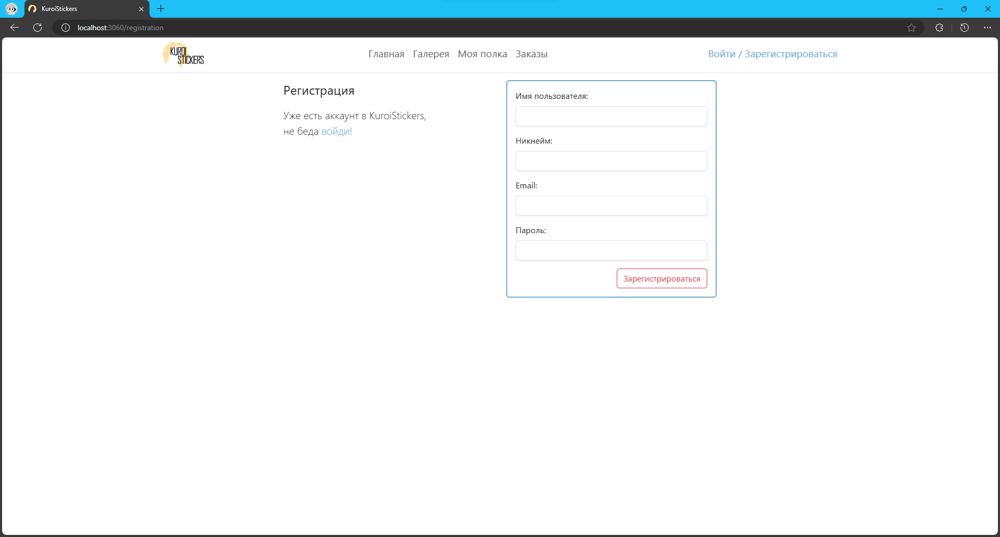 KuroiStickers
localhost:3060/registration
KUROI
STICKERS
Главная Галерея Моя полка Заказы
Войти / Зарегистрироваться
Регистрация
Уже есть аккаунт в KuroiStickers,
не беда войди!
Имя пользователя:
Никнейм:
Email:
Пароль:
Зарегистрироваться